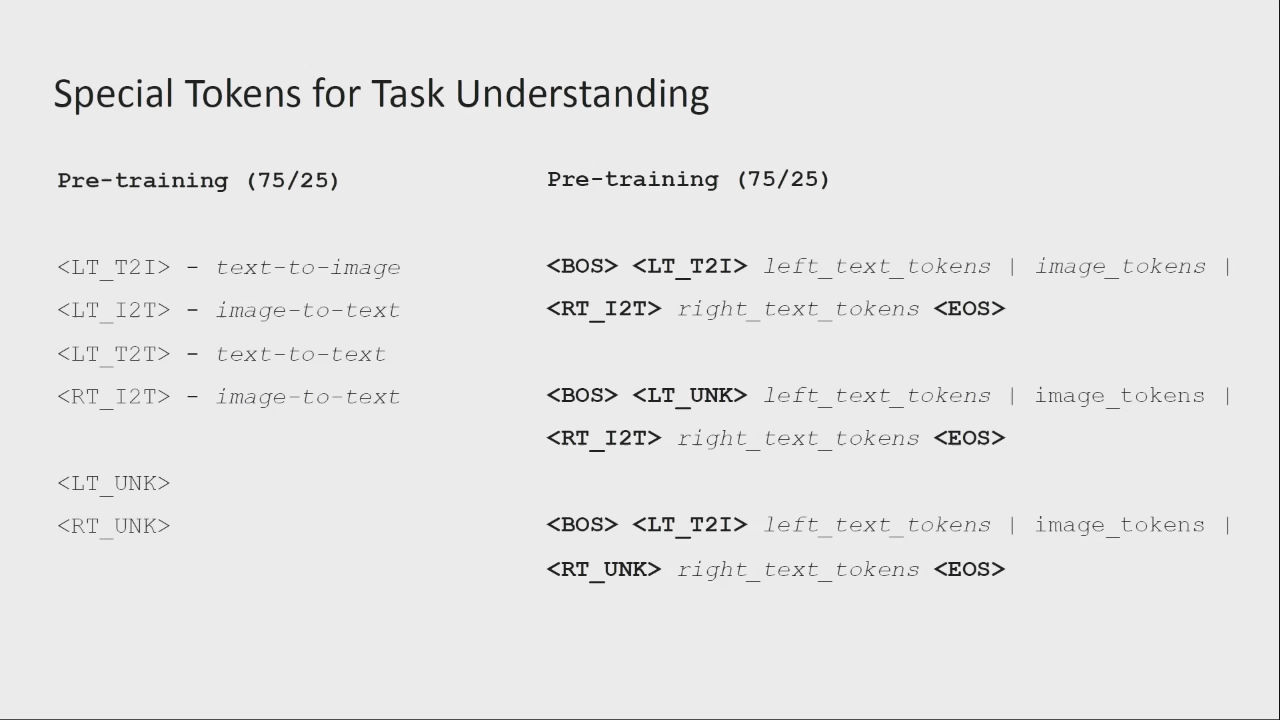 Special Tokens for Task Understanding
Pre-training (75/25)
<LT_T2I> - text-to-image
<LT_I2T> - image-to-text
<LT_T2T> - text-to-text
<RT_I2T> - image-to-text
<LT_UNK>
<RT_UNK>
Pre-training (75/25)
<BOS> <LT_T2I> left_text_tokens | image_tokens |
<RT_I2T> right_text_tokens <EOS>
<BOS> <LT_UNK> left_text_tokens | image_tokens |
<RT_I2T> right_text_tokens <EOS>
<BOS> <LT_T2I> left_text_tokens | image_tokens |
<RT_UNK> right_text_tokens <EOS>